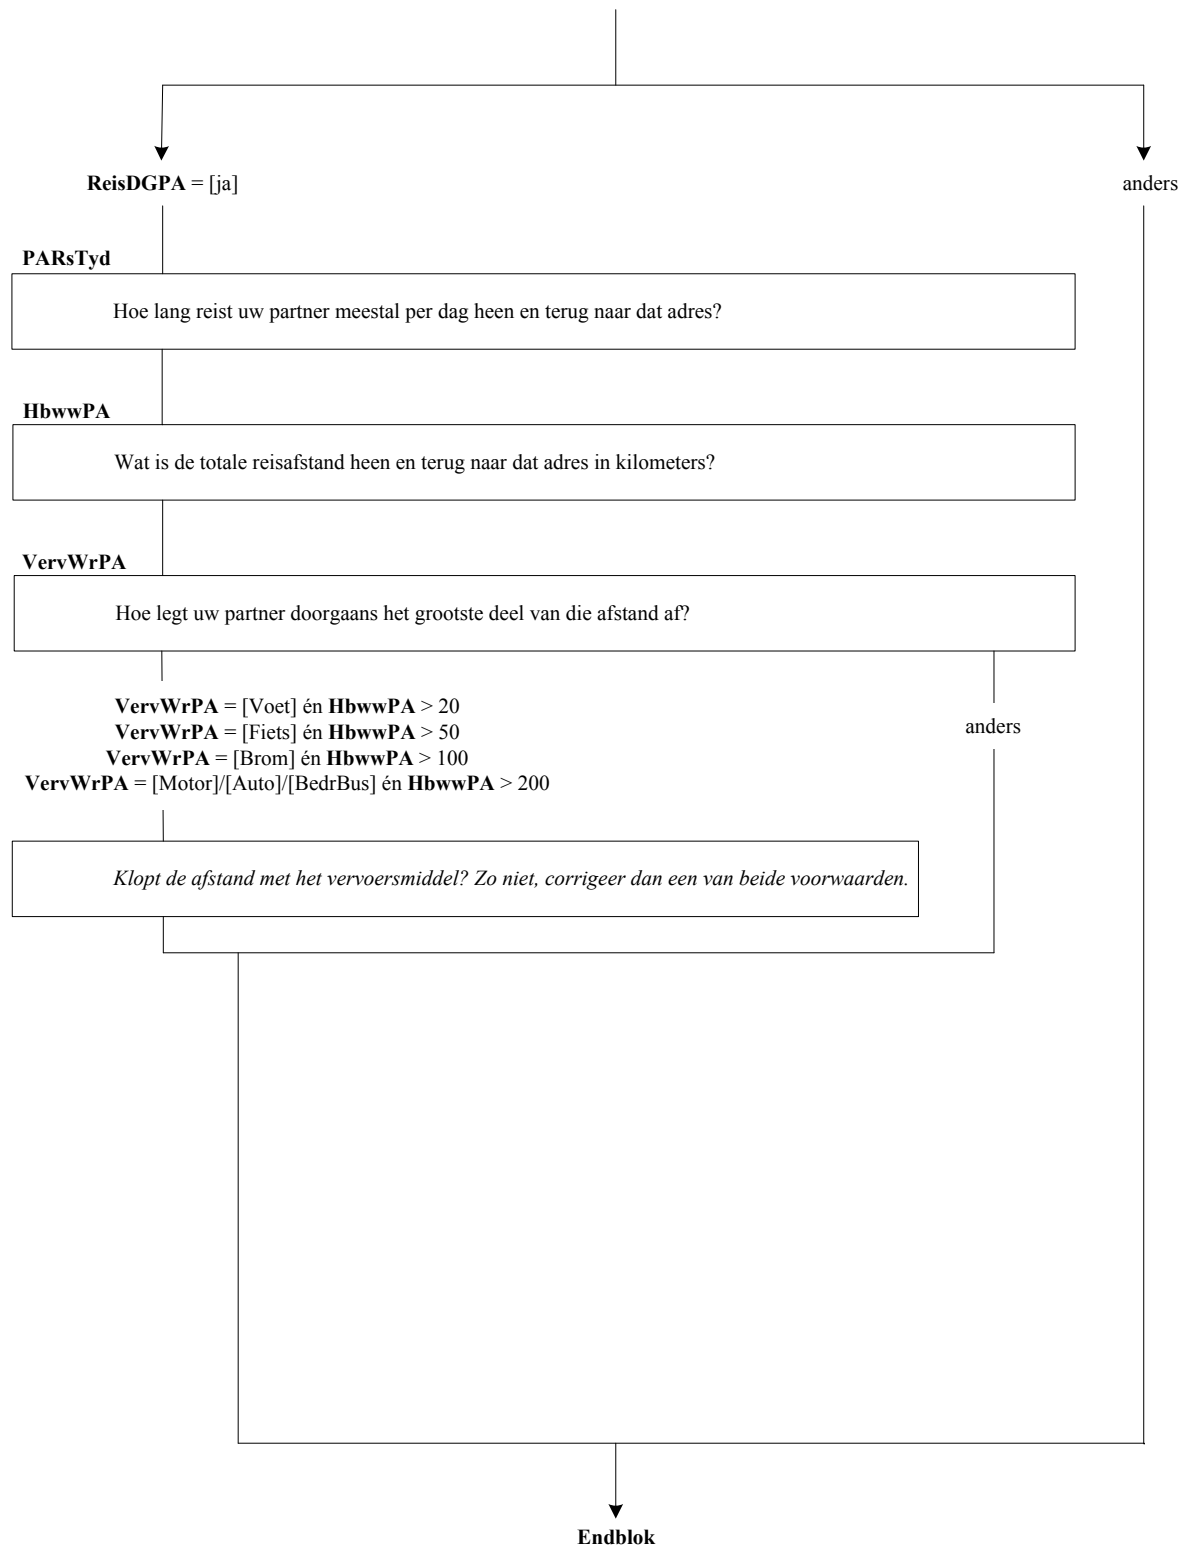 ReisDGPA = [ja]
anders
PARsTyd
Hoe lang reist uw partner meestal per dag heen en terug naar dat adres?
HbwwPA
Wat is de totale reisafstand heen en terug naar dat adres in kilometers?
VervWrPA
Hoe legt uw partner doorgaans het grootste deel van die afstand af?
VervWrPA = [Voet] én HbwwPA > 20
VervWrPA = [Fiets] én HbwwPA > 50
VervWrPA = [Brom] én HbwwPA > 100
VervWrPA = [Motor]/[Auto]/[BedrBus] én HbwwPA > 200
anders
Klopt de afstand met het vervoersmiddel? Zo niet, corrigeer dan een van beide voorwaarden.
Endblok